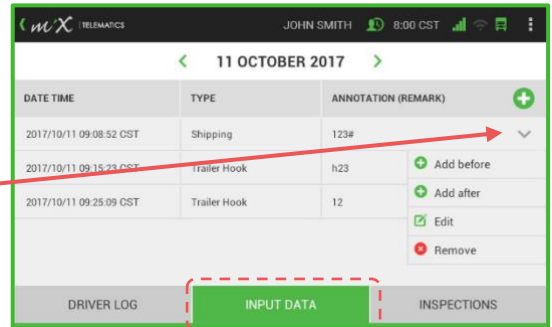 miX TELEMATICS JOHN SMITH 8:00 CST
11 OCTOBER 2017
DATE TIME TYPE ANNOTATION (REMARK)
2017/10/11 09:08:52 CST Shipping 123#
2017/10/11 09:15:23 CST Trailer Hook h23 Add before
2017/10/11 09:25:09 CST Trailer Hook 12 Add after
Edit
Remove
DRIVER LOG INPUT DATA INSPECTIONS